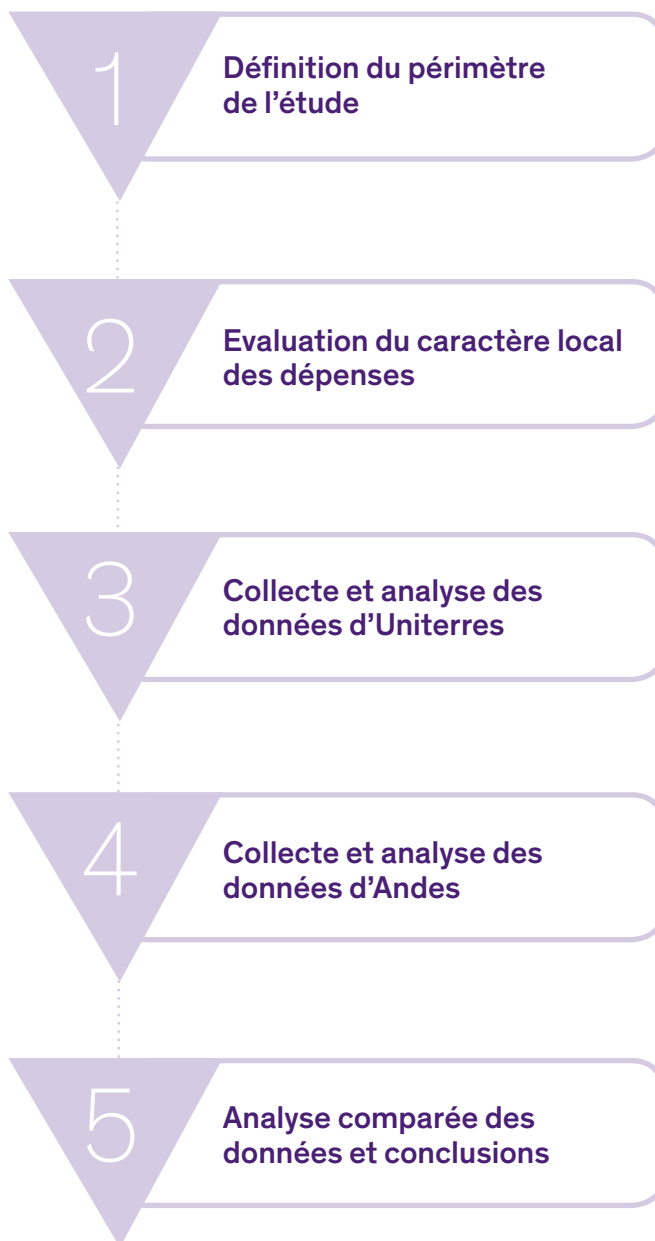 1
Définition du périmètre
de l’étude
2
Evaluation du caractère local
des dépenses
3
Collecte et analyse des
données d’Uniterres
4
Collecte et analyse des
données d’Andes
5
Analyse comparée des
données et conclusions